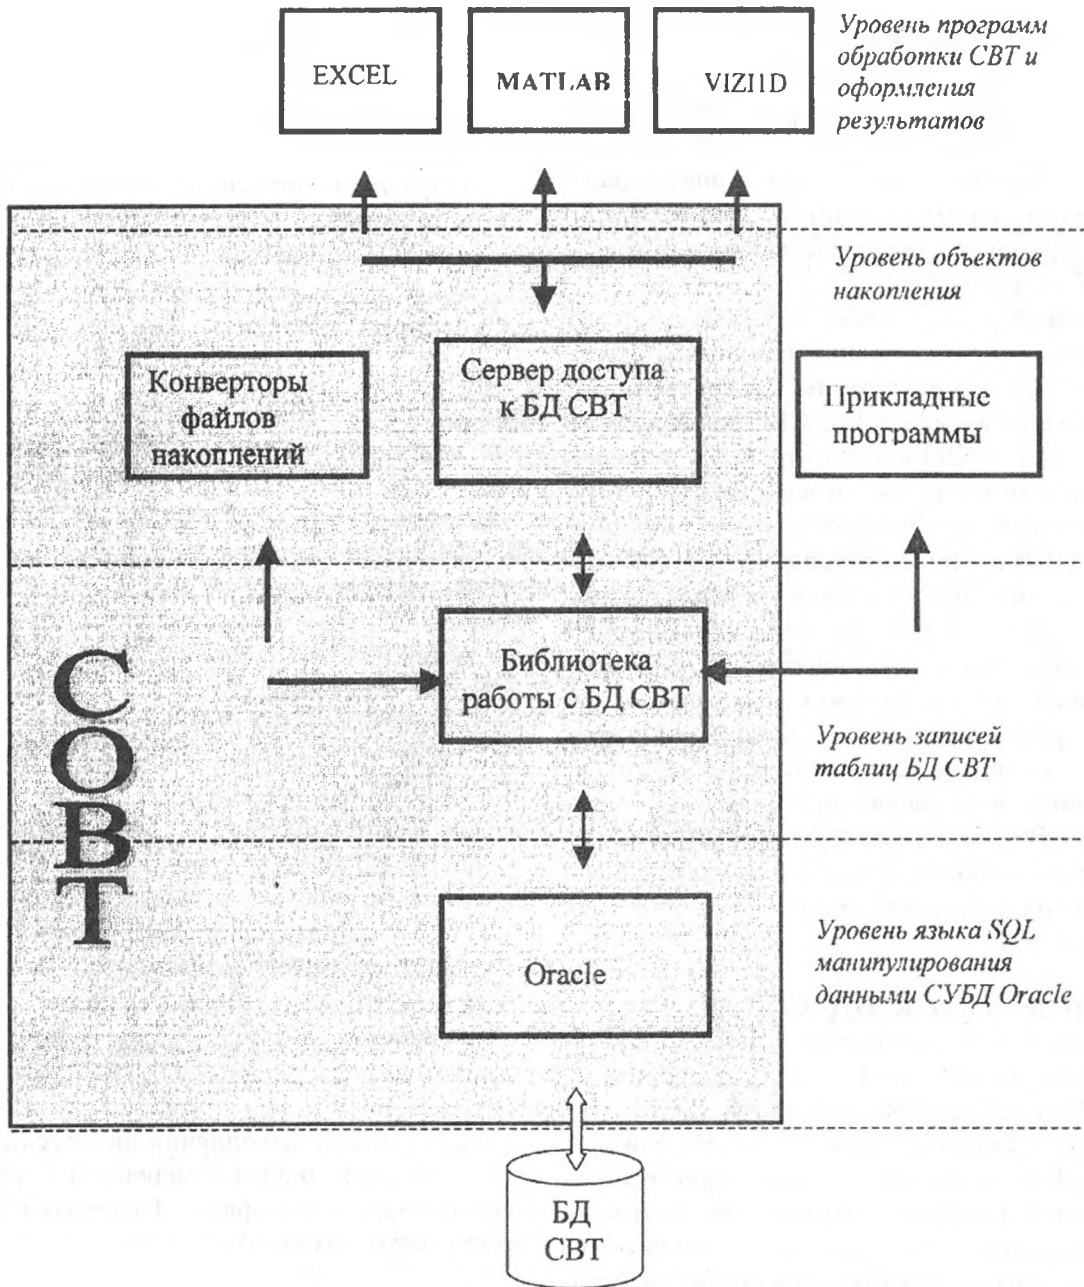 EXCEL
MATLAB
VIZI1D
Уровень программ
обработки СВТ и
оформления
результатов
Уровень объектов
накопления
Конверторы
файлов
накоплений
Сервер доступа
к БД СВТ
Прикладные
программы
Библиотека
работы с БД СВТ
Уровень записей
таблиц БД СВТ
СОВТ
Oracle
Уровень языка SQL
манипулирования
данными СУБД Oracle
БД
СВТ